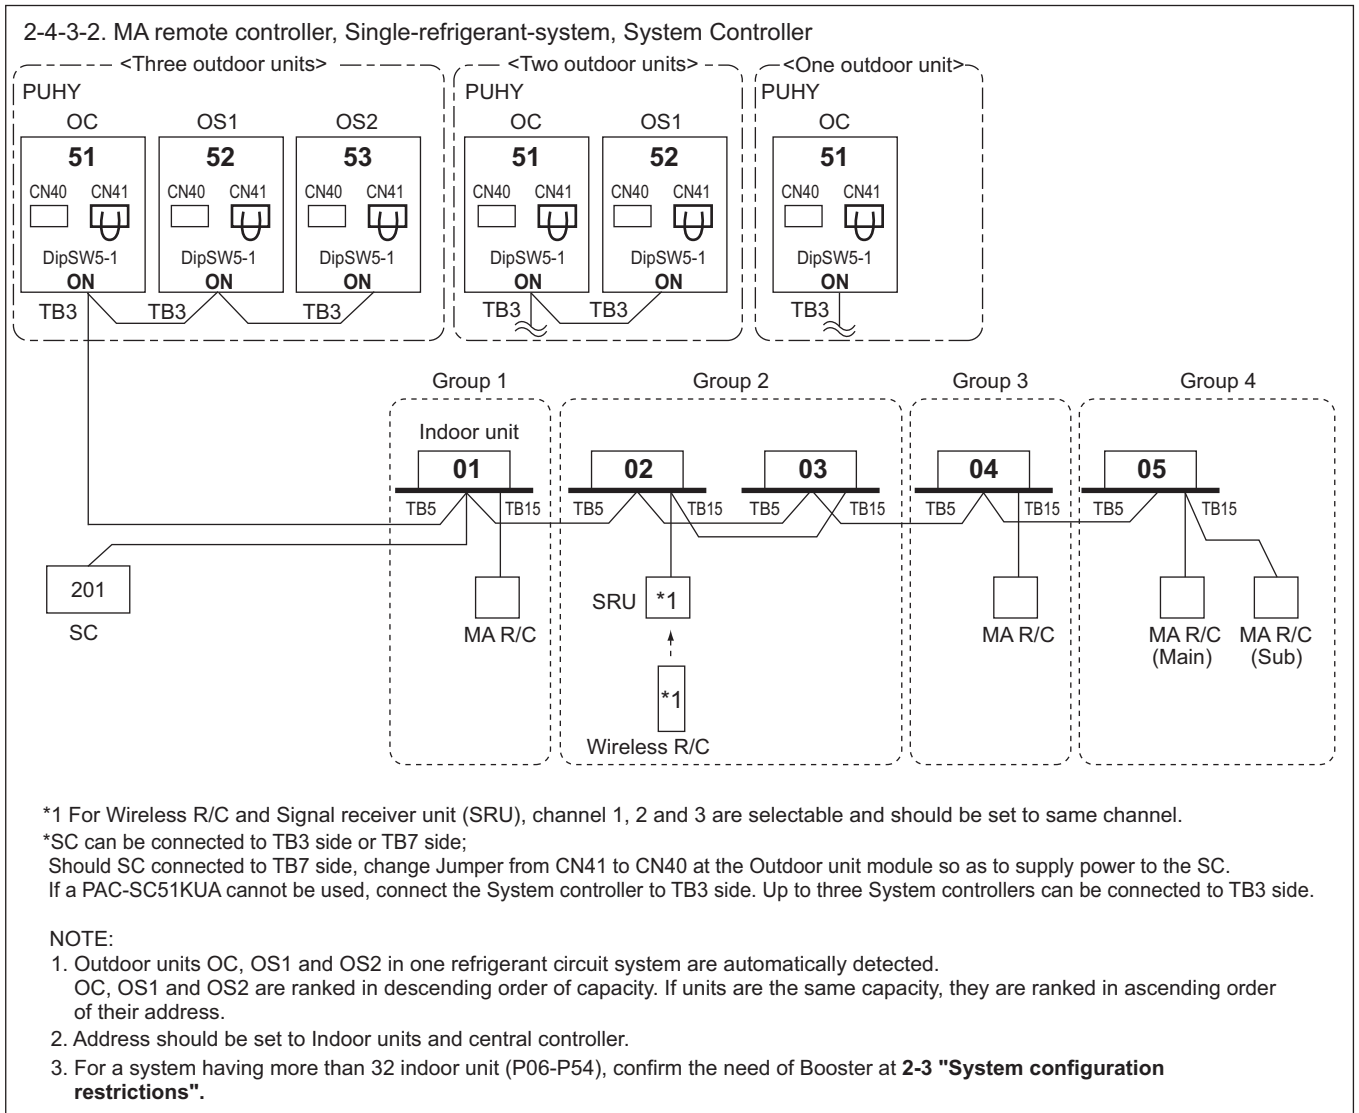 2-4-3-2. MA remote controller, Single-refrigerant-system, System Controller
<Three outdoor units> <Two outdoor units> <One outdoor unit>
PUHY PUHY PUHY
OC OS1 OS2 OC OS1 OC
51 52 53 51 52 51
CN40 CN41 CN40 CN41 CN40 CN41 CN40 CN41 CN40 CN41 CN40 CN41
DipSW5-1 DipSW5-1 DipSW5-1 DipSW5-1 DipSW5-1 DipSW5-1
ON ON ON ON ON ON
TB3 TB3 TB3 TB3 TB3 TB3
Group 1 Group 2 Group 3 Group 4
Indoor unit
01 02 03 04 05
TB5 TB15 TB5 TB15 TB5 TB15 TB5 TB15 TB5 TB15
201
SC
SRU *1
MA R/C MA R/C MA R/C MA R/C
(Main) (Sub)
*1
Wireless R/C
*1 For Wireless R/C and Signal receiver unit (SRU), channel 1, 2 and 3 are selectable and should be set to same channel.
*SC can be connected to TB3 side or TB7 side;
Should SC connected to TB7 side, change Jumper from CN41 to CN40 at the Outdoor unit module so as to supply power to the SC.
If a PAC-SC51KUA cannot be used, connect the System controller to TB3 side. Up to three System controllers can be connected to TB3 side.
NOTE:
1. Outdoor units OC, OS1 and OS2 in one refrigerant circuit system are automatically detected.
OC, OS1 and OS2 are ranked in descending order of capacity. If units are the same capacity, they are ranked in ascending order
of their address.
2. Address should be set to Indoor units and central controller.
3. For a system having more than 32 indoor unit (P06-P54), confirm the need of Booster at 2-3 "System configuration
restrictions".